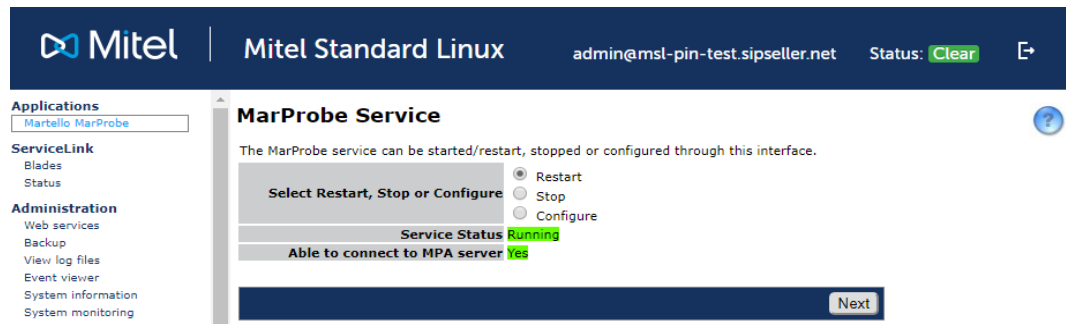 Mitel
Mitel Standard Linux
admin@msl-pin-test.sipseller.net
Status: Clear
Applications
Martello MarProbe
ServiceLink
Blades
Status
Administration
Web services
Backup
View log files
Event viewer
System information
System monitoring
MarProbe Service
?
The MarProbe service can be started/restart, stopped or configured through this interface.
Select Restart, Stop or Configure
Restart
Stop
Configure
Service Status Running
Able to connect to MPA server Yes
Next